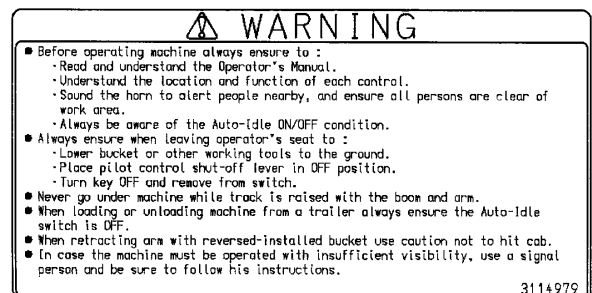 ⚠ WARNING
● Before operating machine always ensure to :
・Read and understand the Operator's Manual.
・Understand the location and function of each control.
・Sound the horn to alert people nearby, and ensure all persons are clear of
work area.
・Always be aware of the Auto-Idle ON/OFF condition.
● Always ensure when leaving operator's seat to :
・Lower bucket or other working tools to the ground.
・Place pilot control shut-off lever in OFF position.
・Turn key OFF and remove from switch.
● Never go under machine while track is raised with the boom and arm.
● When loading or unloading machine from a trailer always ensure the Auto-Idle
switch is OFF.
● When retracting arm with reversed-installed bucket use caution not to hit cab.
● In case the machine must be operated with insufficient visibility, use a signal
person and be sure to follow his instructions.
3114979